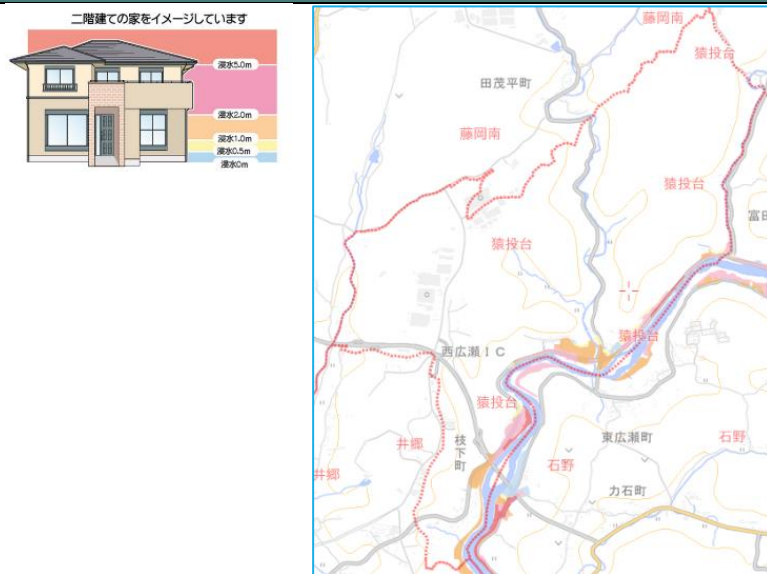 二階建ての家をイメージしています
浸水5.0m
浸水2.0m
浸水1.0m
浸水0.5m
浸水0m
藤岡南
猿投台
田茂平町
藤岡南
猿投台
富田
猿投台
猿投台
西広瀬IC
猿投台
東広瀬町
石野
井郷
枝下町
石野
井郷
力石町